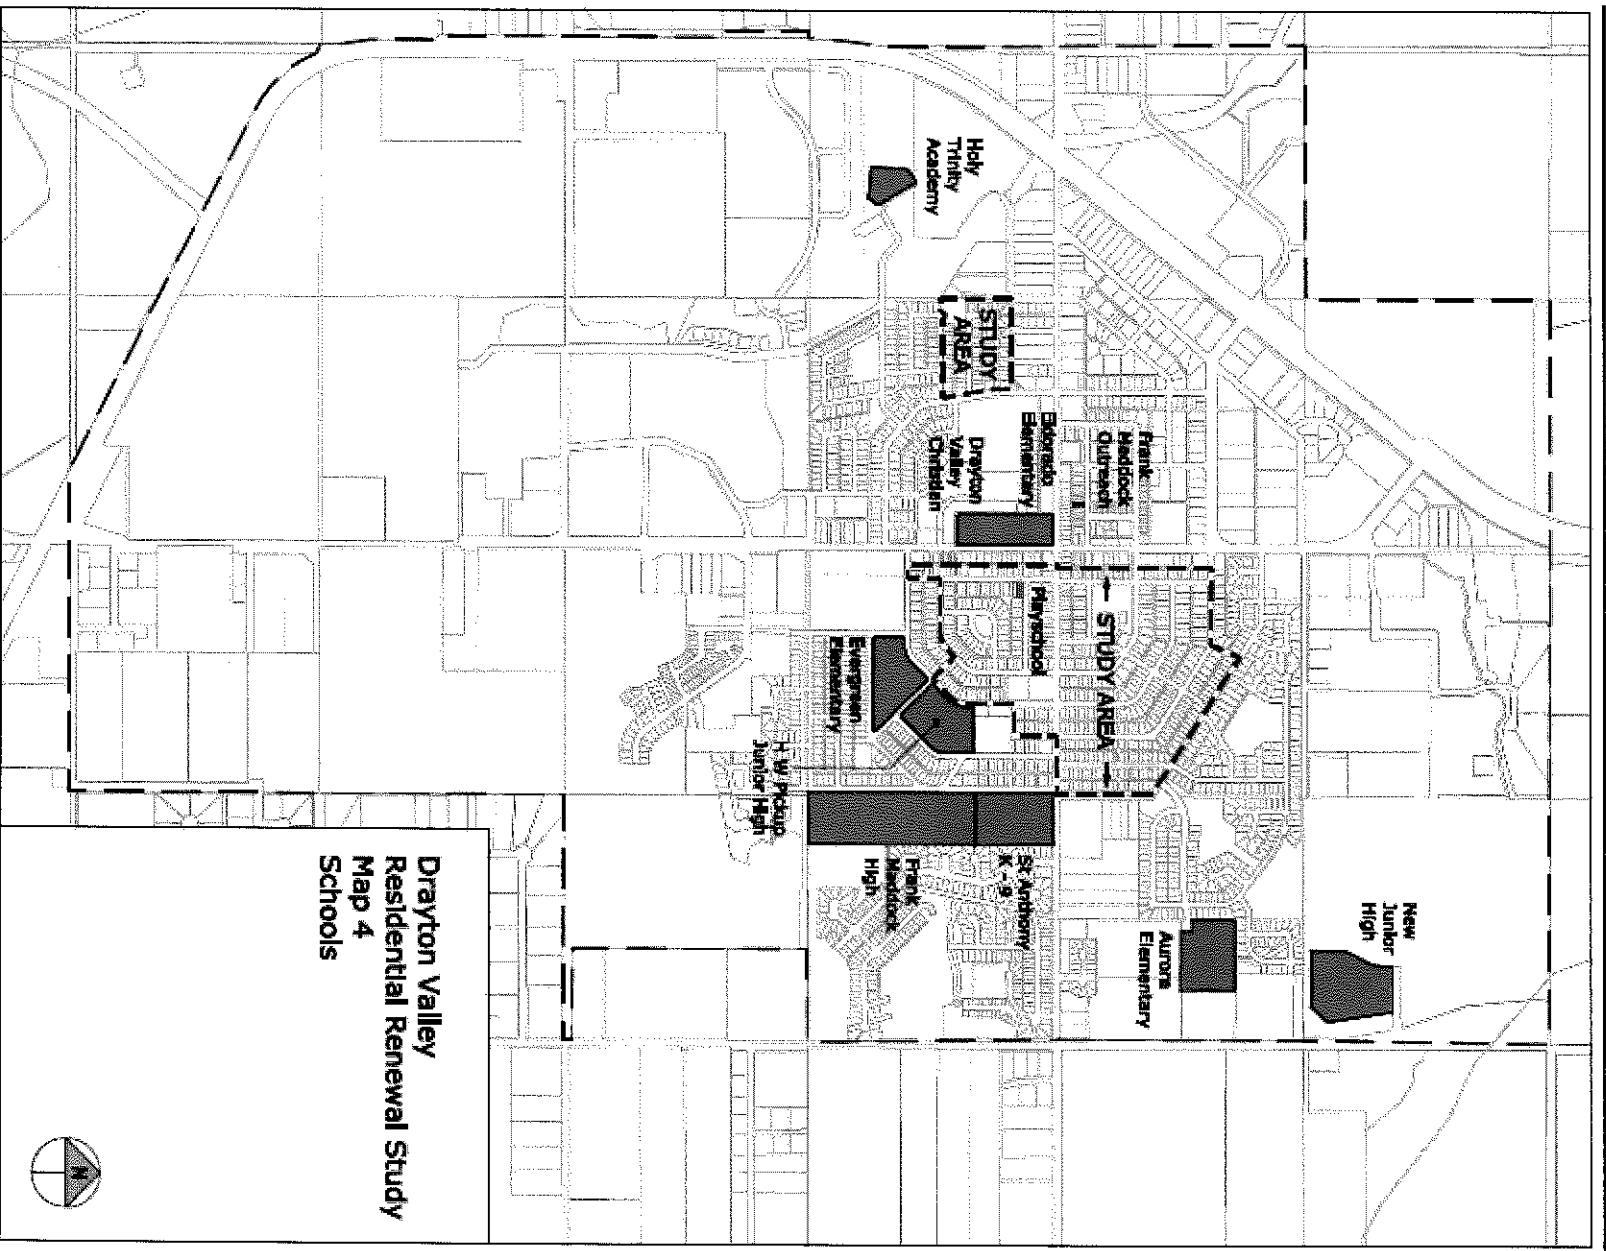 Holy
Trinity
Academy
STUDY
AREA
Eldorado
Elementary
Drayton
Valley
Christian
Frank
Maddock
Outreach
Playschool
STUDY AREA
Evergreen
Elementary
H W Pickup
Junior High
St Anthony
K - 9
Frank
Maddock
High
Aurora
Elementary
New
Junior
High
Drayton Valley
Residential Renewal Study
Map 4
Schools
N